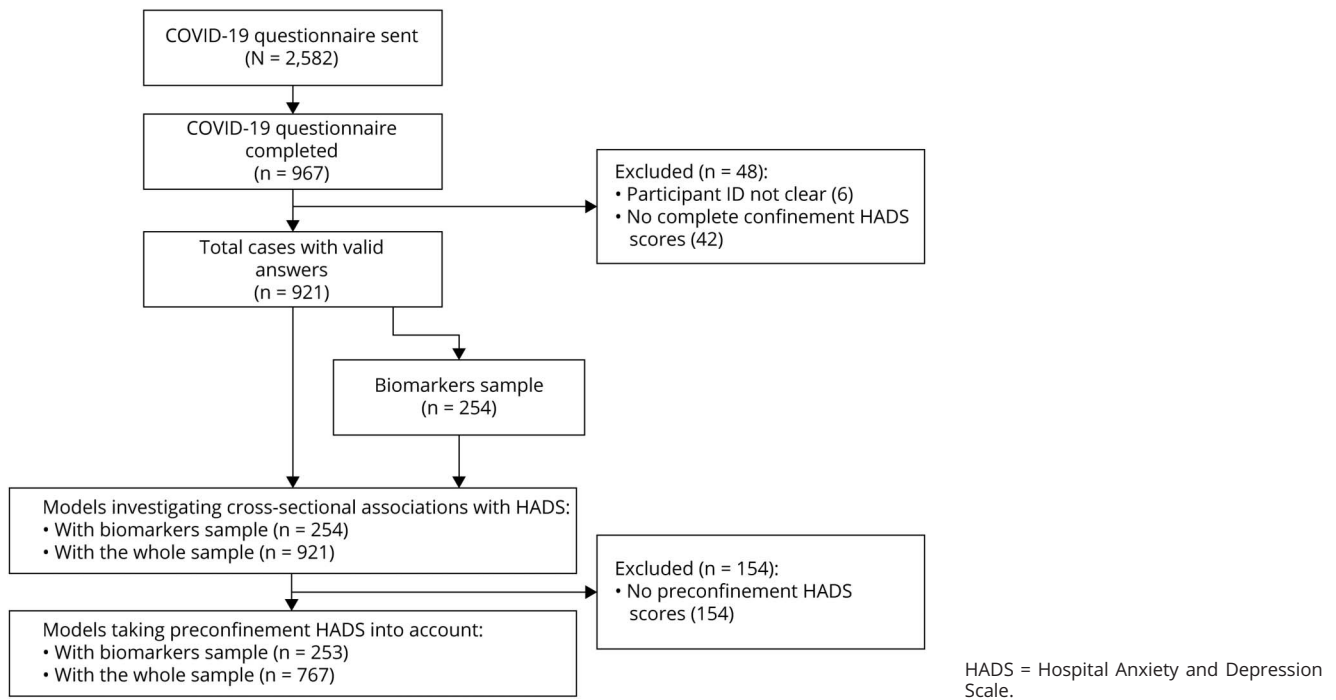 COVID-19 questionnaire sent
(N = 2,582)
COVID-19 questionnaire
completed
(n = 967)
Excluded (n = 48):
• Participant ID not clear (6)
• No complete confinement HADS
scores (42)
Total cases with valid
answers
(n = 921)
Biomarkers sample
(n = 254)
Models investigating cross-sectional associations with HADS:
• With biomarkers sample (n = 254)
• With the whole sample (n = 921)
Excluded (n = 154):
• No preconfinement HADS
scores (154)
Models taking preconfinement HADS into account:
• With biomarkers sample (n = 253)
• With the whole sample (n = 767)
HADS = Hospital Anxiety and Depression
Scale.